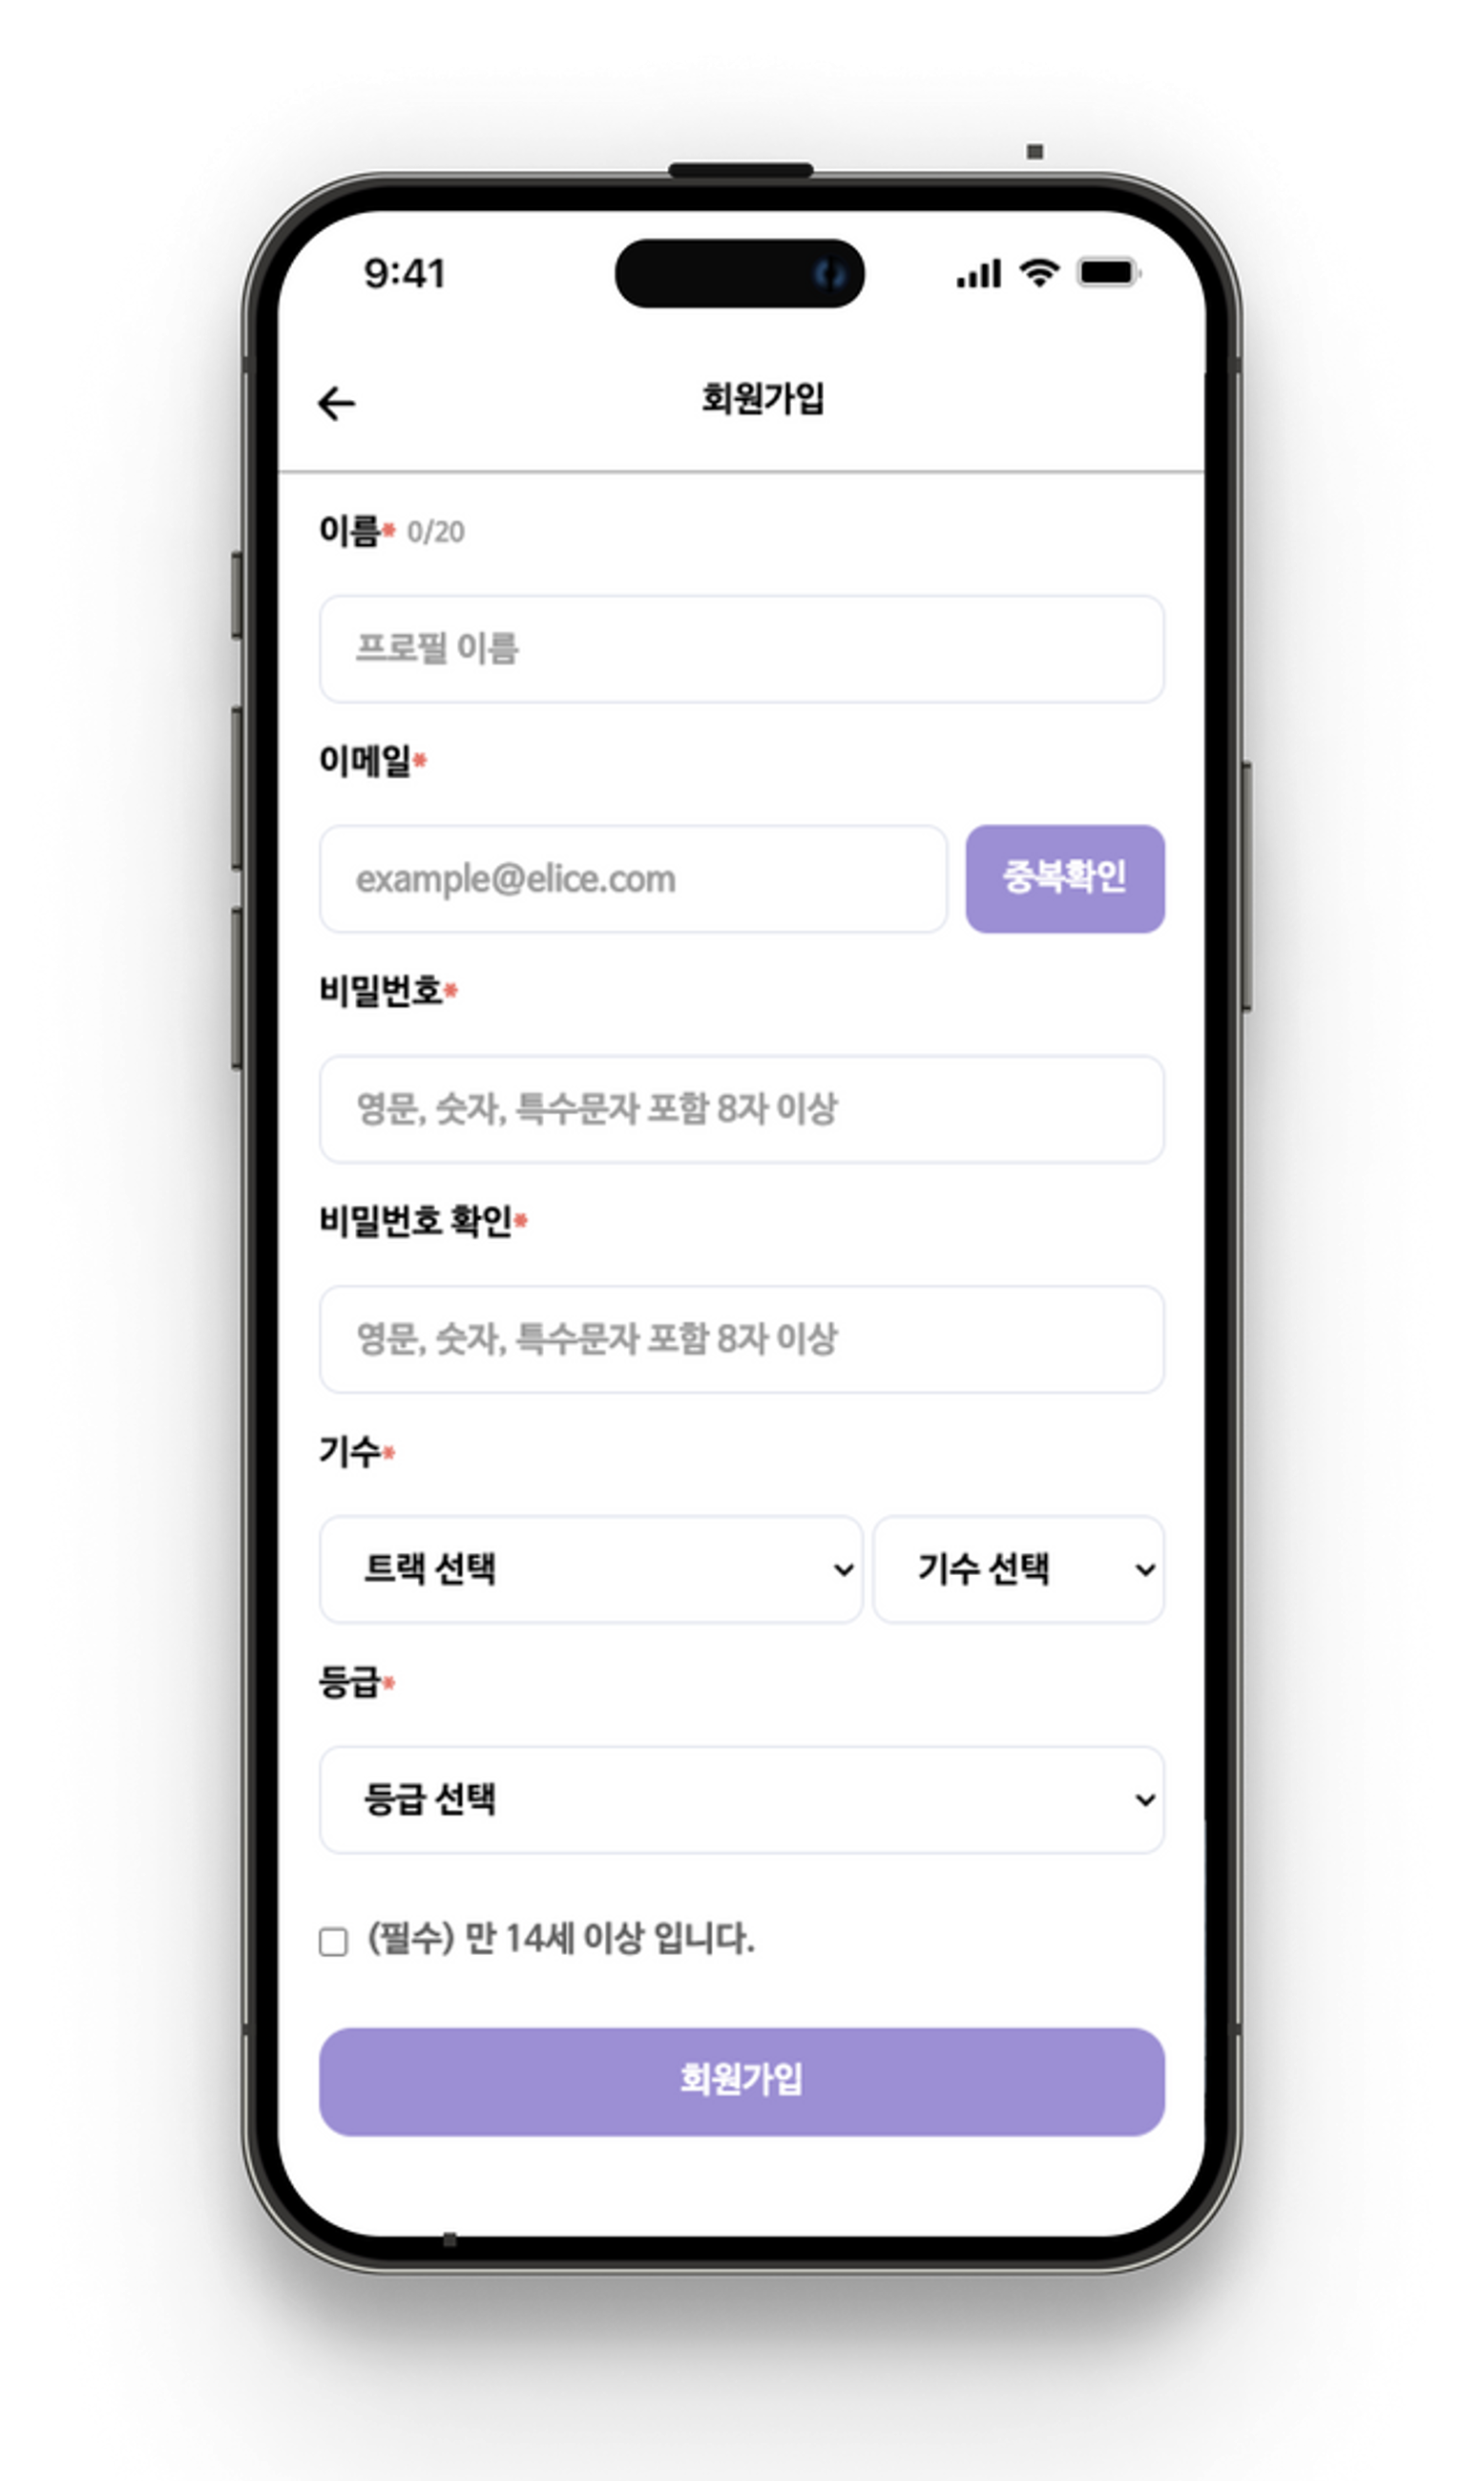 9:41
회원가입
이름* 0/20
프로필 이름
이메일*
example@elice.com 중복확인
비밀번호*
영문, 숫자, 특수문자 포함 8자 이상
비밀번호 확인*
영문, 숫자, 특수문자 포함 8자 이상
기수*
트랙 선택 기수 선택
등급*
등급 선택
(필수) 만 14세 이상 입니다.
회원가입